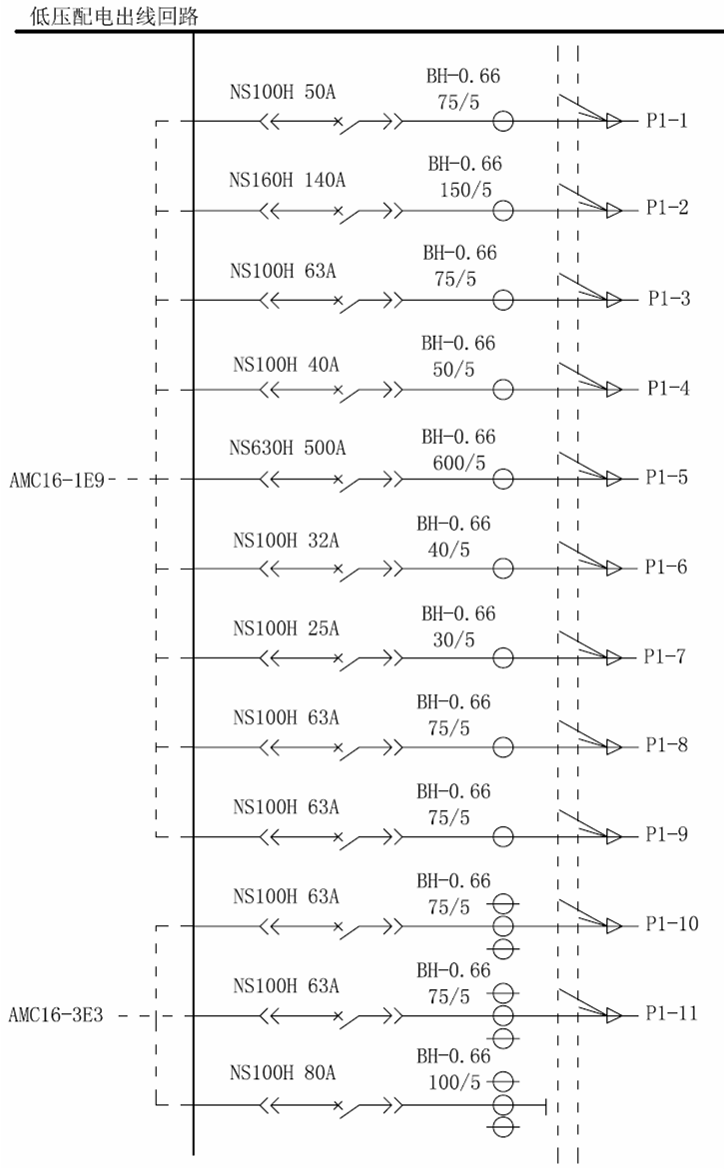 低压配电出线回路
NS100H 50A
BH-0.66
75/5
P1-1
NS160H 140A
BH-0.66
150/5
P1-2
NS100H 63A
BH-0.66
75/5
P1-3
NS100H 40A
BH-0.66
50/5
P1-4
AMC16-1E9
NS630H 500A
BH-0.66
600/5
P1-5
NS100H 32A
BH-0.66
40/5
P1-6
NS100H 25A
BH-0.66
30/5
P1-7
NS100H 63A
BH-0.66
75/5
P1-8
NS100H 63A
BH-0.66
75/5
P1-9
NS100H 63A
BH-0.66
75/5
P1-10
AMC16-3E3
NS100H 63A
BH-0.66
75/5
P1-11
NS100H 80A
BH-0.66
100/5